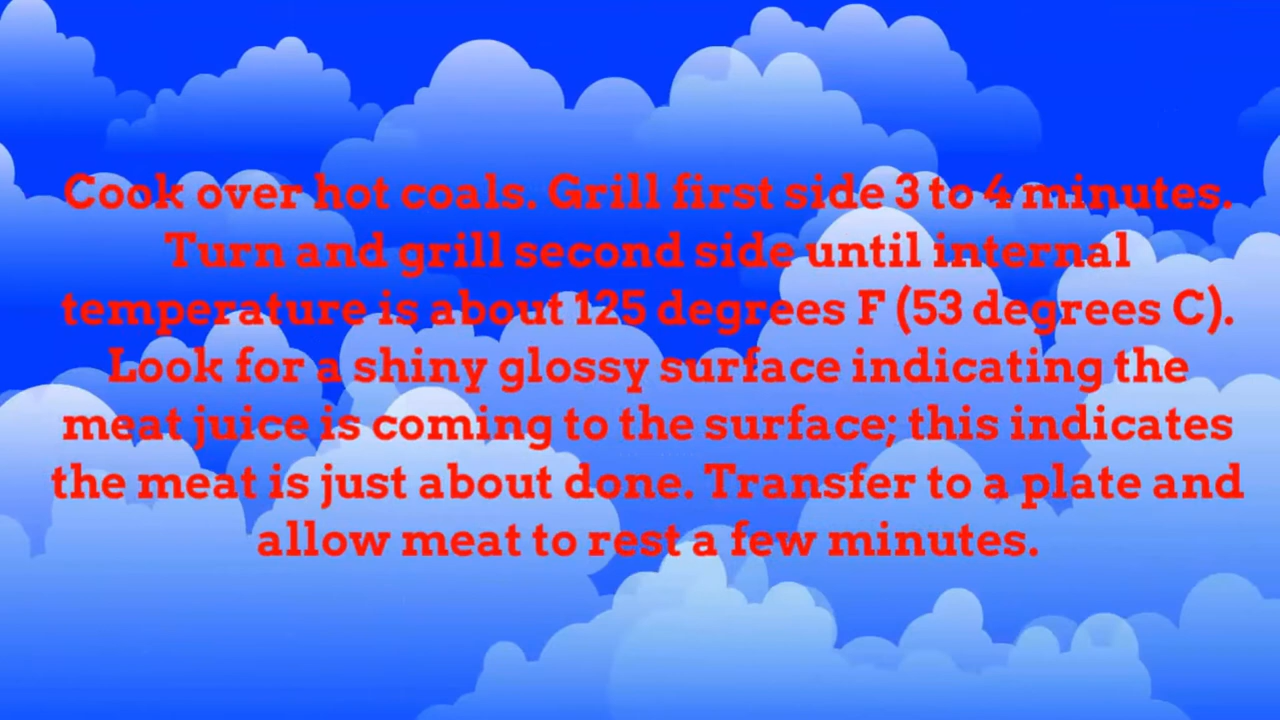 Cook over hot coals. Grill first side 3 to 4 minutes.
Turn and grill second side until internal
temperature is about 125 degrees F (53 degrees C).
Look for a shiny glossy surface indicating the
meat juice is coming to the surface; this indicates
the meat is just about done. Transfer to a plate and
allow meat to rest a few minutes.